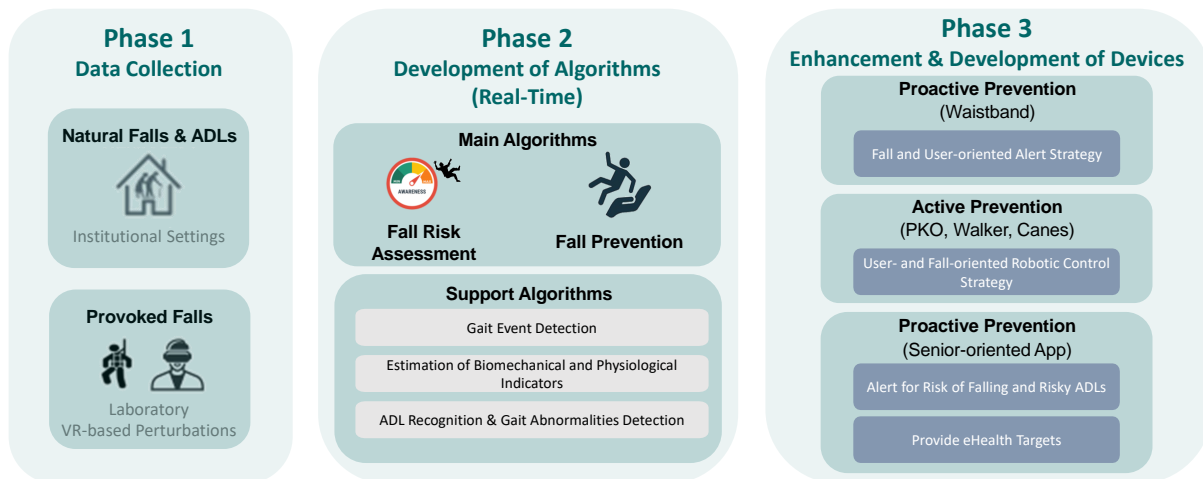 Phase 1
Data Collection
Natural Falls & ADLs
Institutional Settings
Provoked Falls
Laboratory
VR-based Perturbations
Phase 2
Development of Algorithms
(Real-Time)
Main Algorithms
AWARENESS
Fall Risk
Assessment
Fall Prevention
Support Algorithms
Gait Event Detection
Estimation of Biomechanical and Physiological
Indicators
ADL Recognition & Gait Abnormalities Detection
Phase 3
Enhancement & Development of Devices
Proactive Prevention
(Waistband)
Fall and User-oriented Alert Strategy
Active Prevention
(PKO, Walker, Canes)
User- and Fall-oriented Robotic Control
Strategy
Proactive Prevention
(Senior-oriented App)
Alert for Risk of Falling and Risky ADLs
Provide eHealth Targets